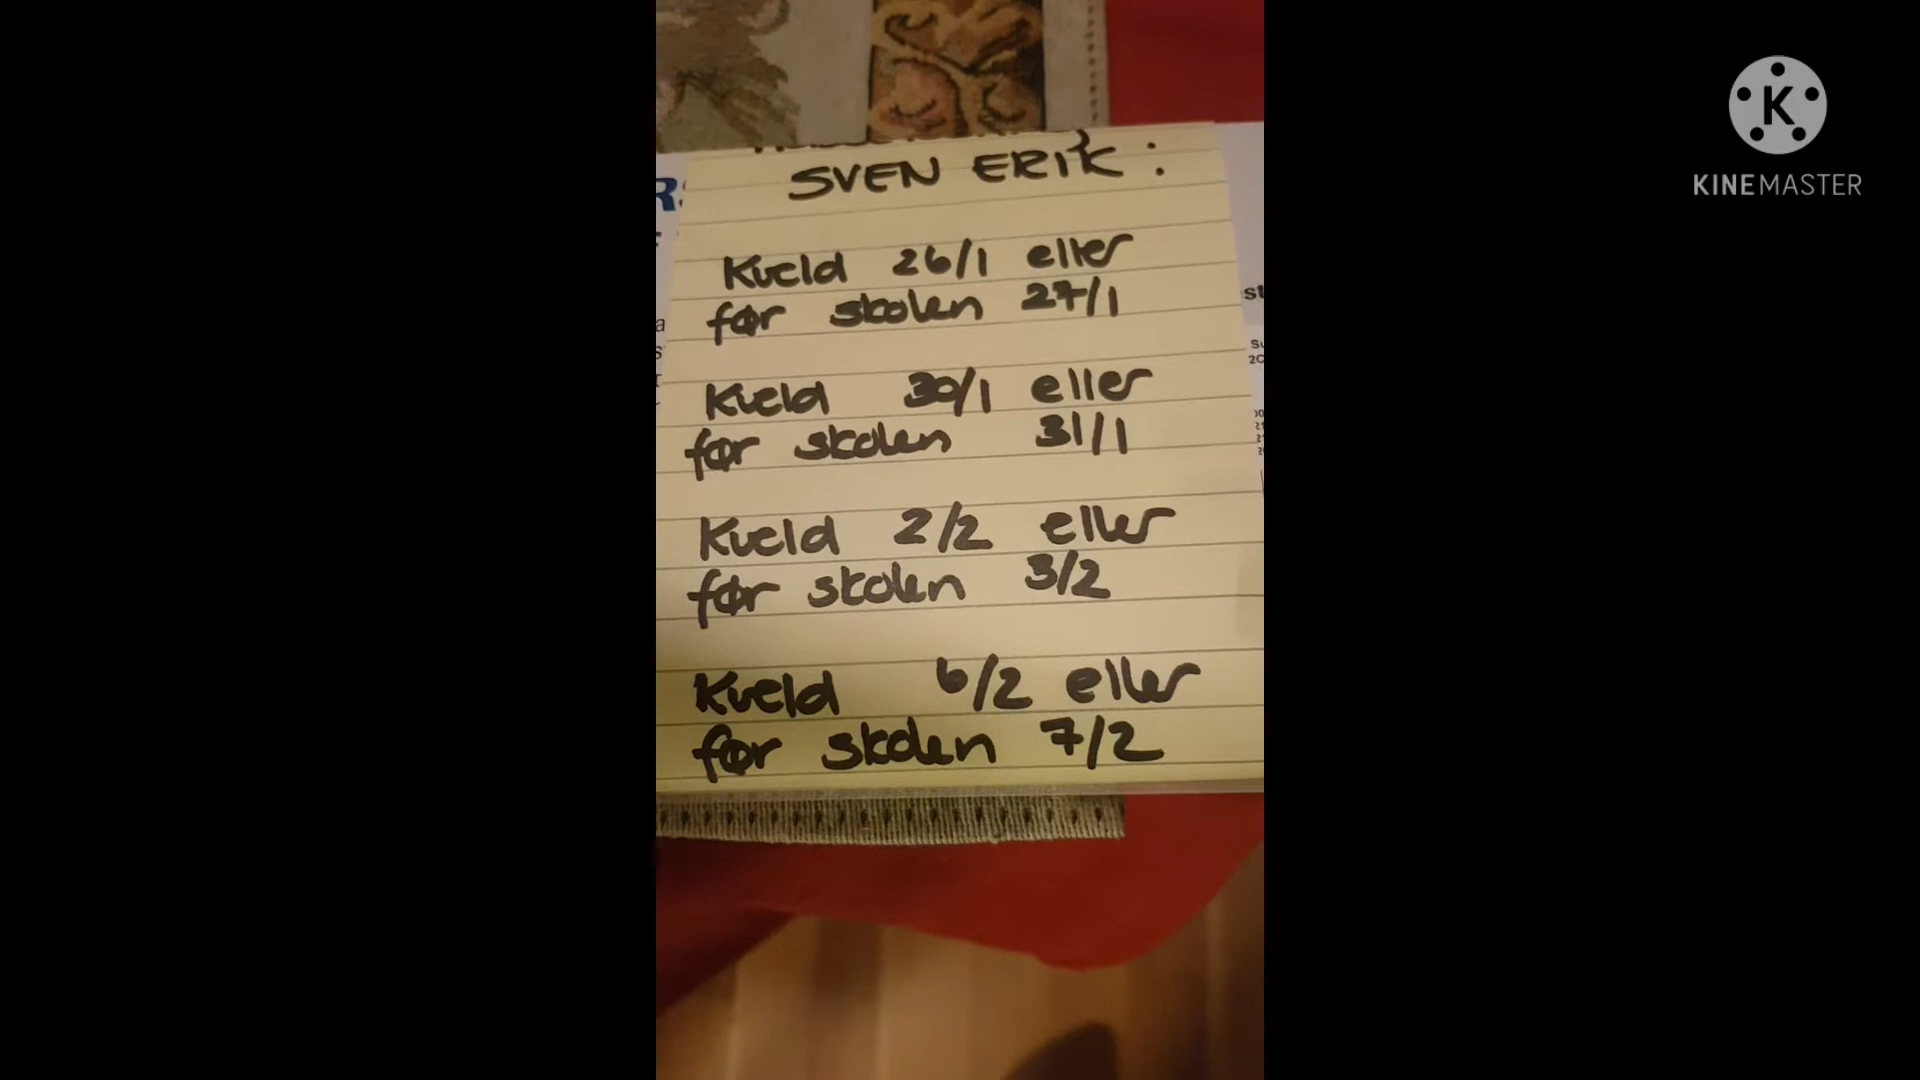 SVEN ERIK:
Kveld 26/1 eller
før skolen 27/1
Kveld 30/1 eller
før skolen 31/1
Kveld 2/2 eller
før skolen 3/2
Kveld 6/2 eller
før skolen 7/2
K
KINEMASTER